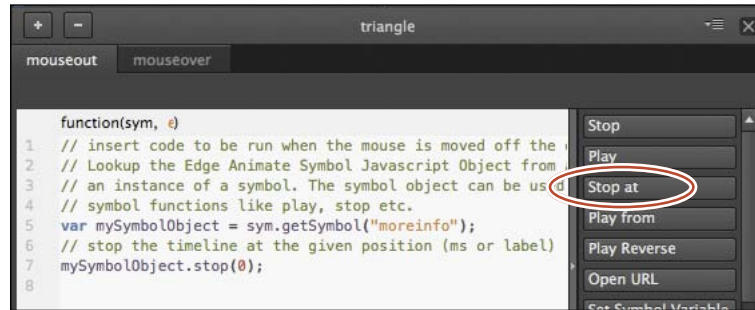 + - triangle
mouseout mouseover
function(sym, e)
1 // insert code to be run when the mouse is moved off the
2 // Lookup the Edge Animate Symbol Javascript Object from
3 // an instance of a symbol. The symbol object can be used
4 // symbol functions like play, stop etc.
5 var mySymbolObject = sym.getSymbol("moreinfo");
6 // stop the timeline at the given position (ms or label)
7 mySymbolObject.stop(0);
8
Stop
Play
Stop at
Play from
Play Reverse
Open URL
Set Symbol Variable